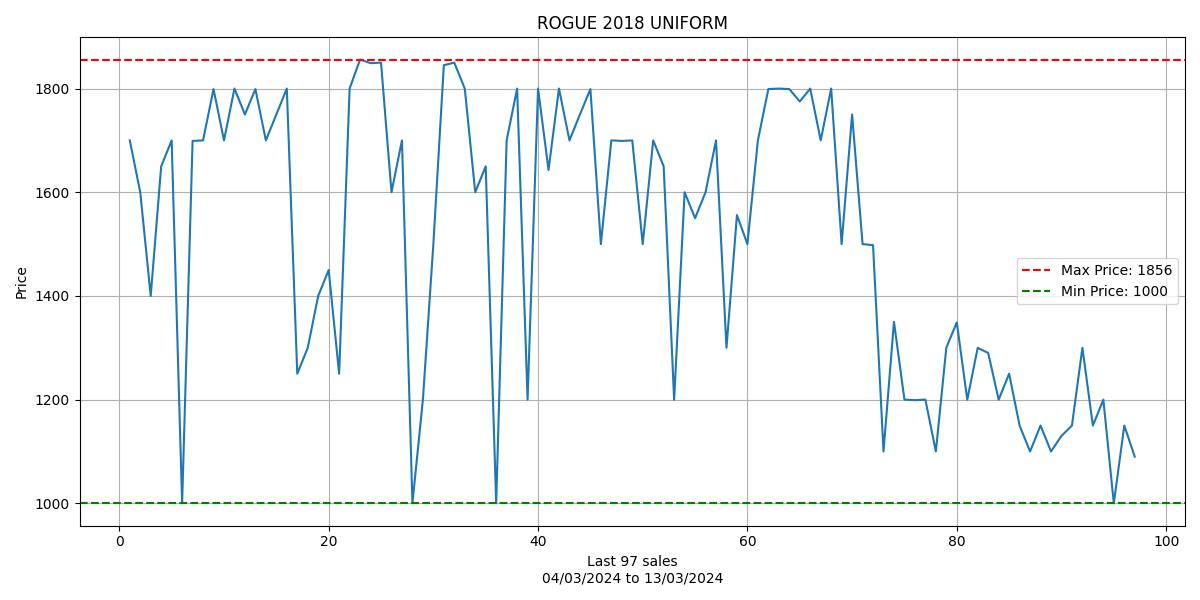 ROGUE 2018 UNIFORM
Price
1800
1600
1400
1200
1000
Max Price: 1856
Min Price: 1000
0 20 40 60 80 100
Last 97 sales
04/03/2024 to 13/03/2024